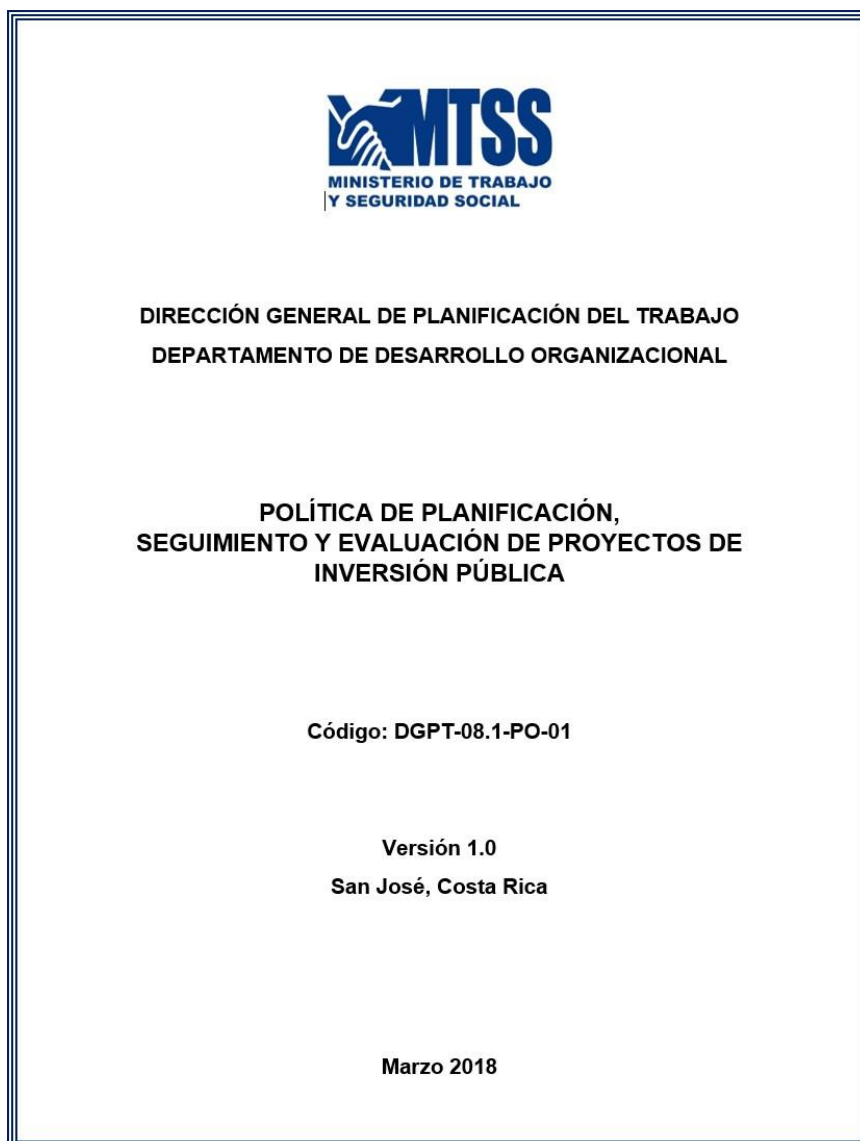 MTSS
MINISTERIO DE TRABAJO
Y SEGURIDAD SOCIAL
DIRECCIÓN GENERAL DE PLANIFICACIÓN DEL TRABAJO
DEPARTAMENTO DE DESARROLLO ORGANIZACIONAL
POLÍTICA DE PLANIFICACIÓN,
SEGUIMIENTO Y EVALUACIÓN DE PROYECTOS DE
INVERSIÓN PÚBLICA
Código: DGPT-08.1-PO-01
Versión 1.0
San José, Costa Rica
Marzo 2018